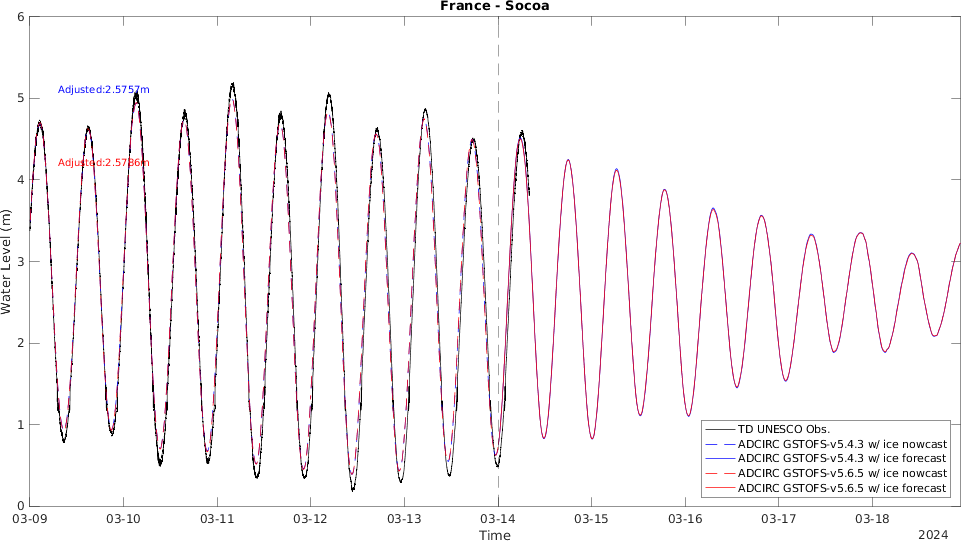 France - Socoa
6
5
4
3
2
1
0
Water Level (m)
Adjusted:2.5757m
Adjusted:2.5786m
TD UNESCO Obs.
ADCIRC GSTOFS-v5.4.3 w/ ice nowcast
ADCIRC GSTOFS-v5.4.3 w/ ice forecast
ADCIRC GSTOFS-v5.6.5 w/ ice nowcast
ADCIRC GSTOFS-v5.6.5 w/ ice forecast
03-09 03-10 03-11 03-12 03-13 03-14 03-15 03-16 03-17 03-18
Time
2024